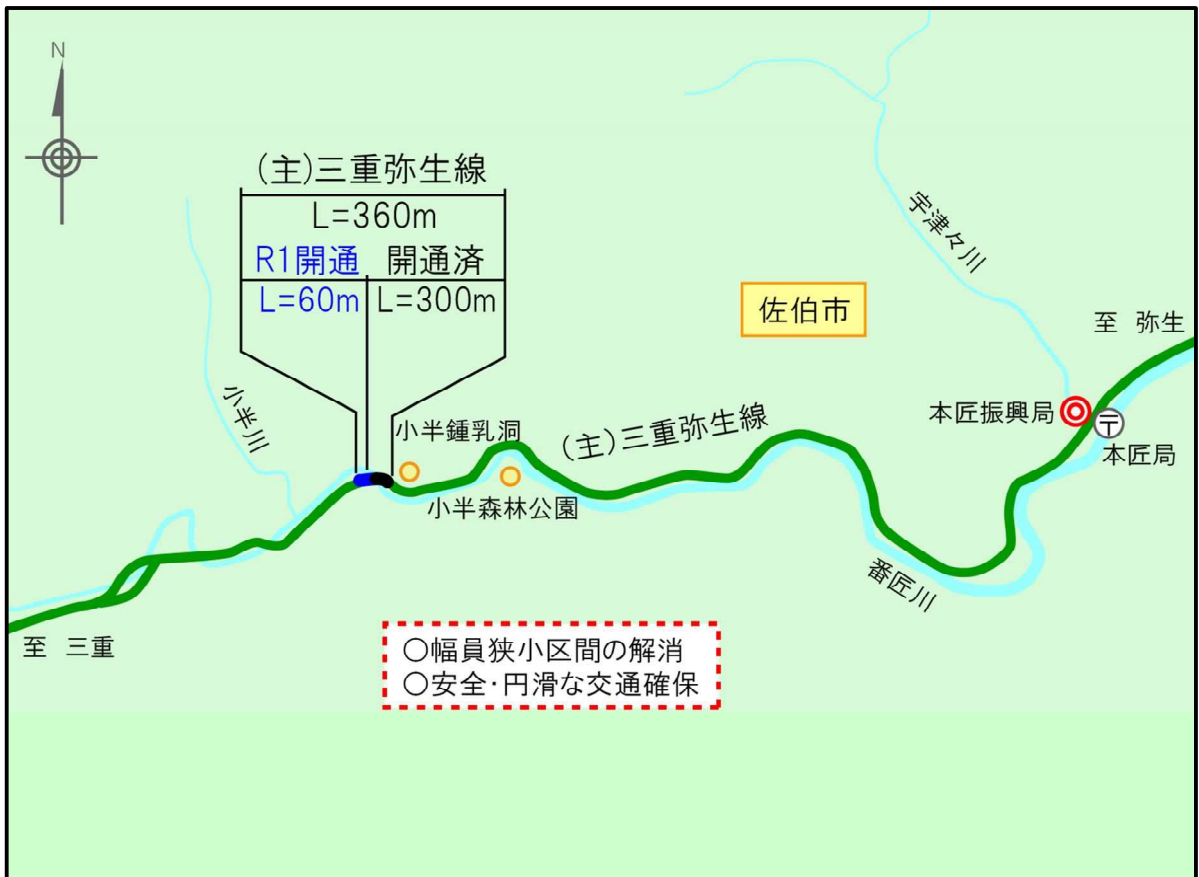 N
(主)三重弥生線
L=360m
R1開通 開通済
L=60m L=300m
宇津々川
佐伯市
至 弥生
小半川
小半鍾乳洞
(主)三重弥生線
本匠振興局
〒
本匠局
小半森林公園
番匠川
至 三重
○幅員狭小区間の解消
○安全・円滑な交通確保